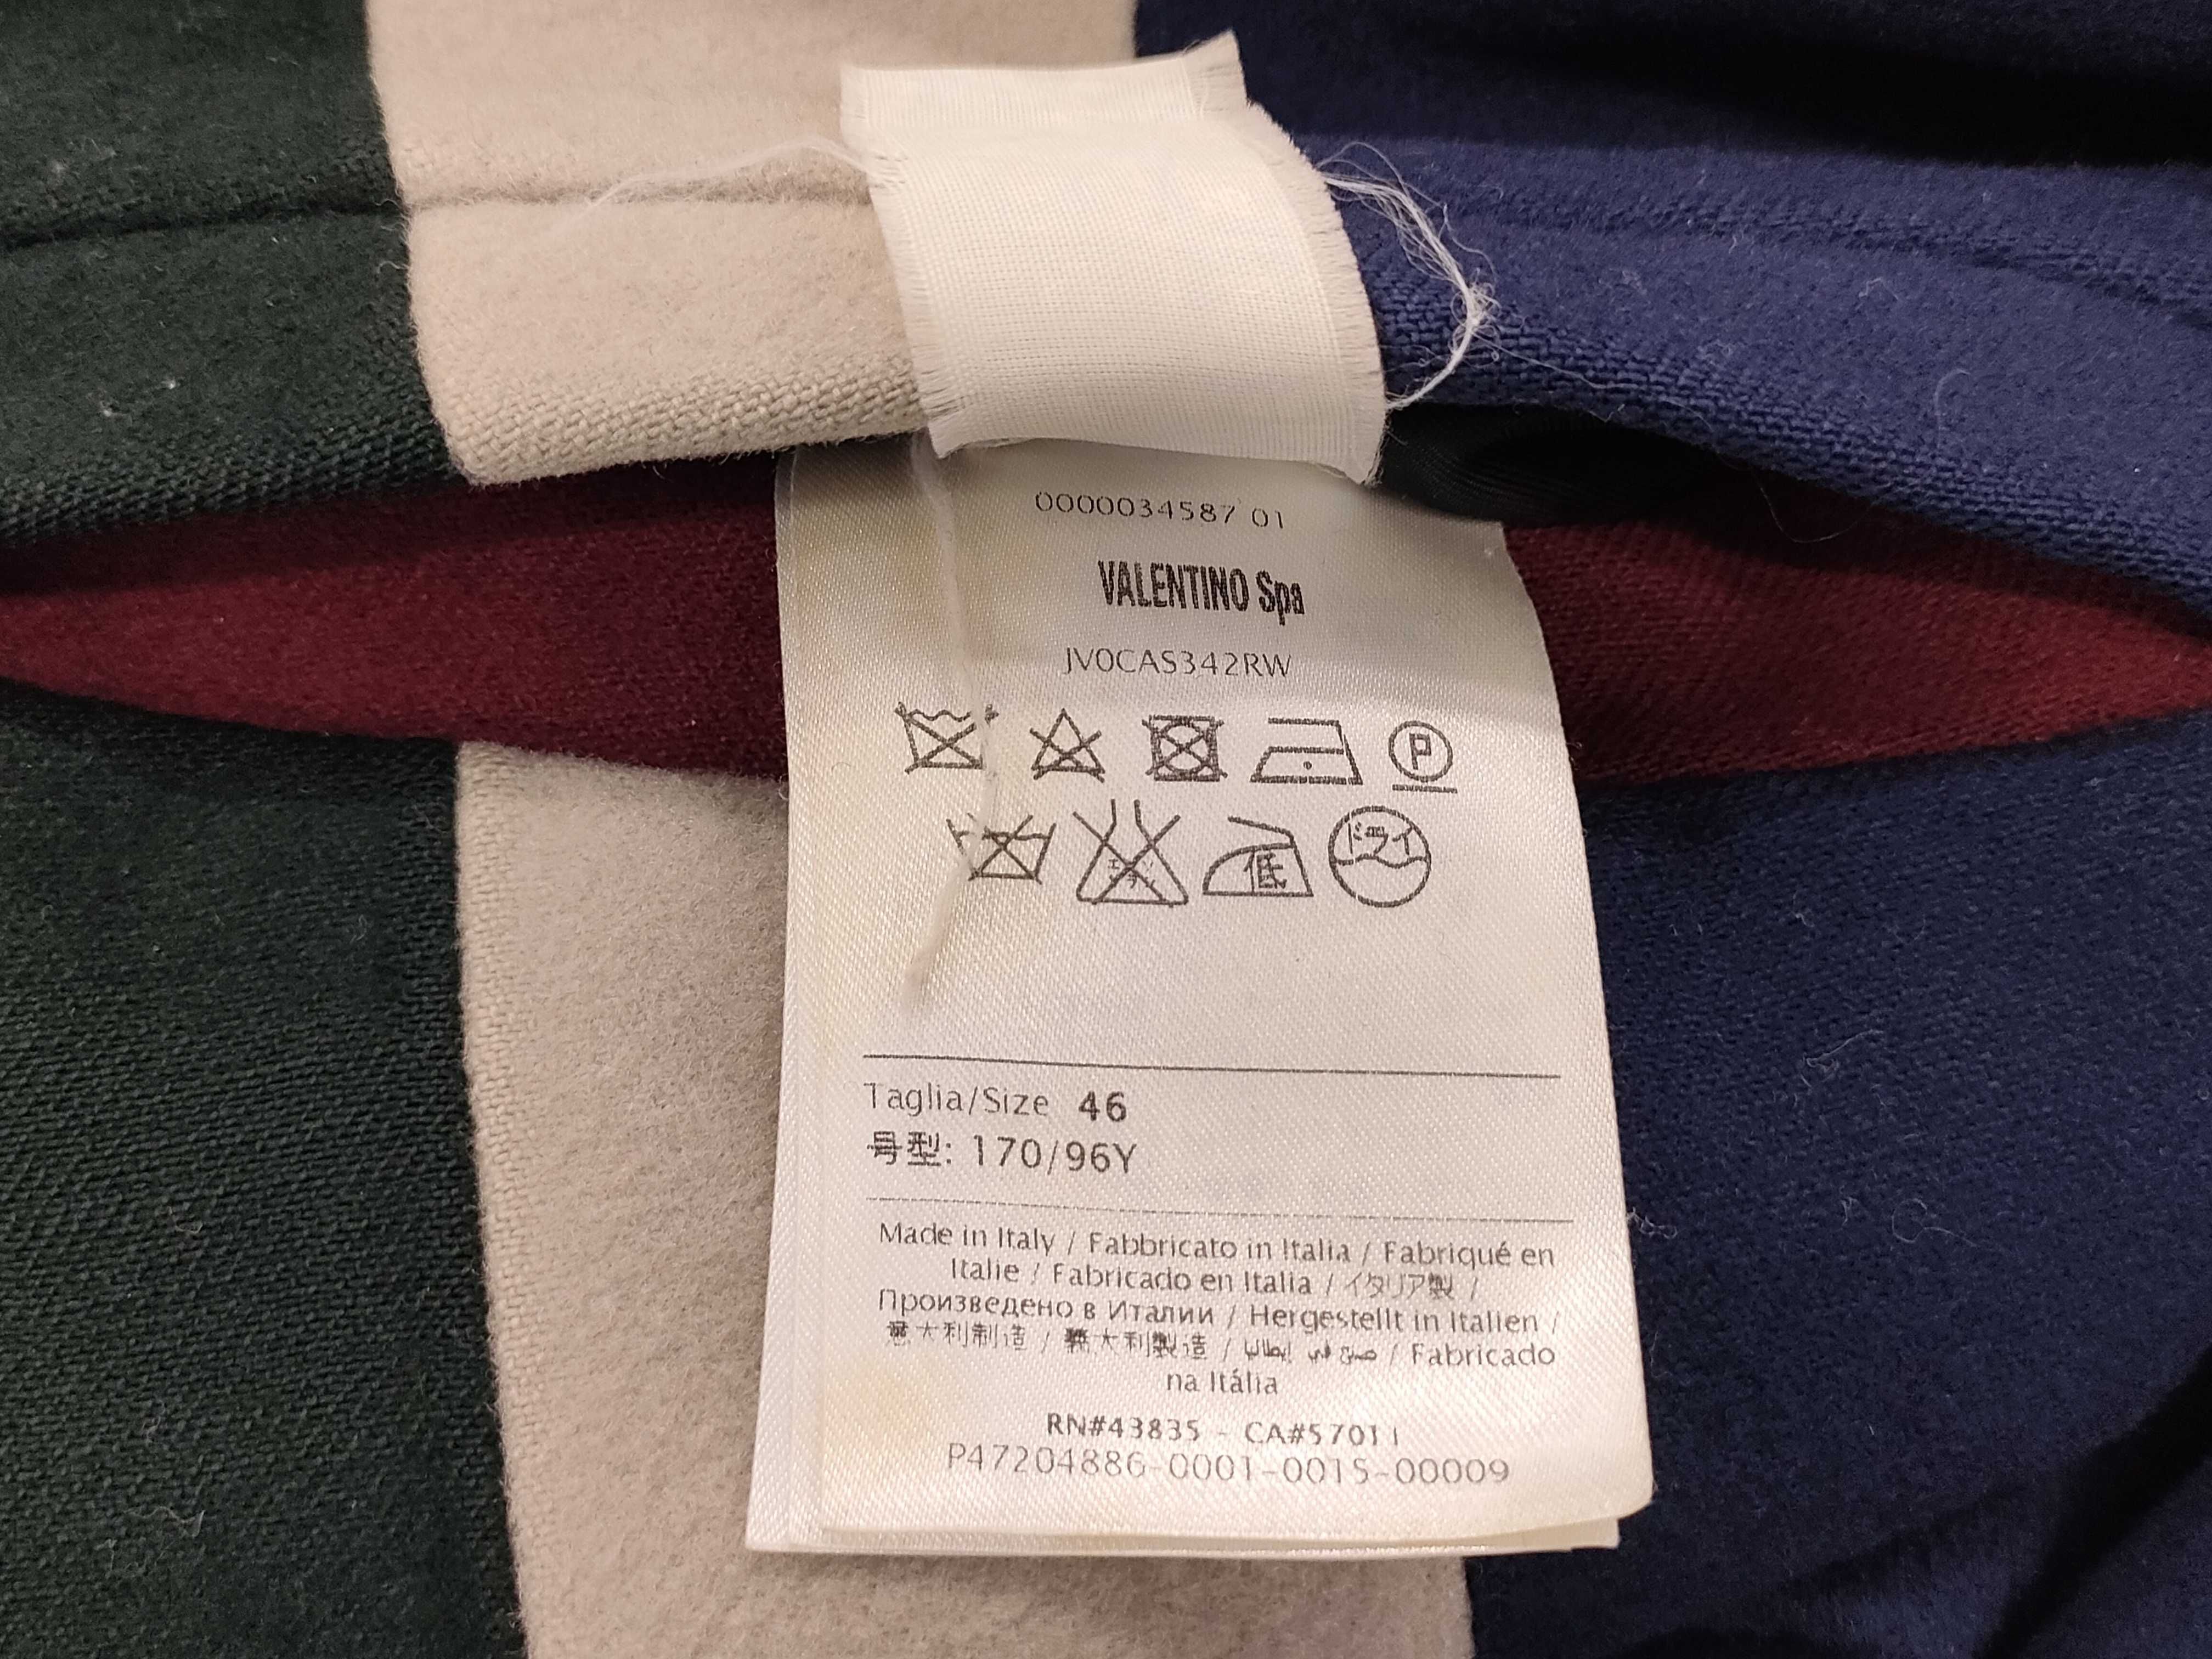 0000034587 01
VALENTINO Spa
JV0CAS342RW
P
低 ドライ
Taglia/Size 46
号型: 170/96Y
Made in Italy / Fabbricato in Italia / Fabriqué en
Italie / Fabricado en Italia / イタリア製 /
Произведено в Италии / Hergestellt in Italien /
意大利制造 / 義大利製造 / صنع في إيطاليا / Fabricado
na Itália
RN#43835 - CA#57011
P47204886-0001-0015-00009